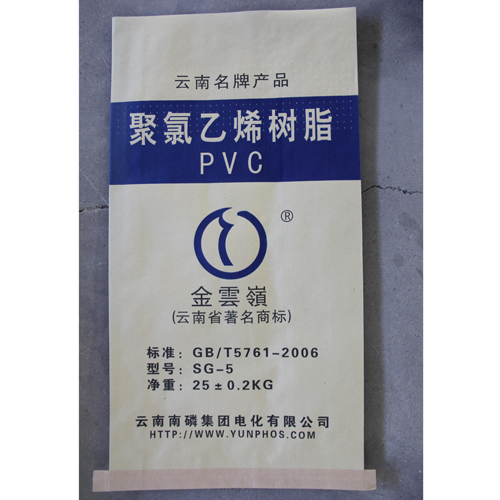 云南名牌产品
聚氯乙烯树脂
PVC
®
金雲嶺
(云南省著名商标)
标准：GB/T5761-2006
型号：SG-5
净重：25±0.2KG
云南南磷集团电化有限公司
HTTP://WWW.YUNPHOS.COM